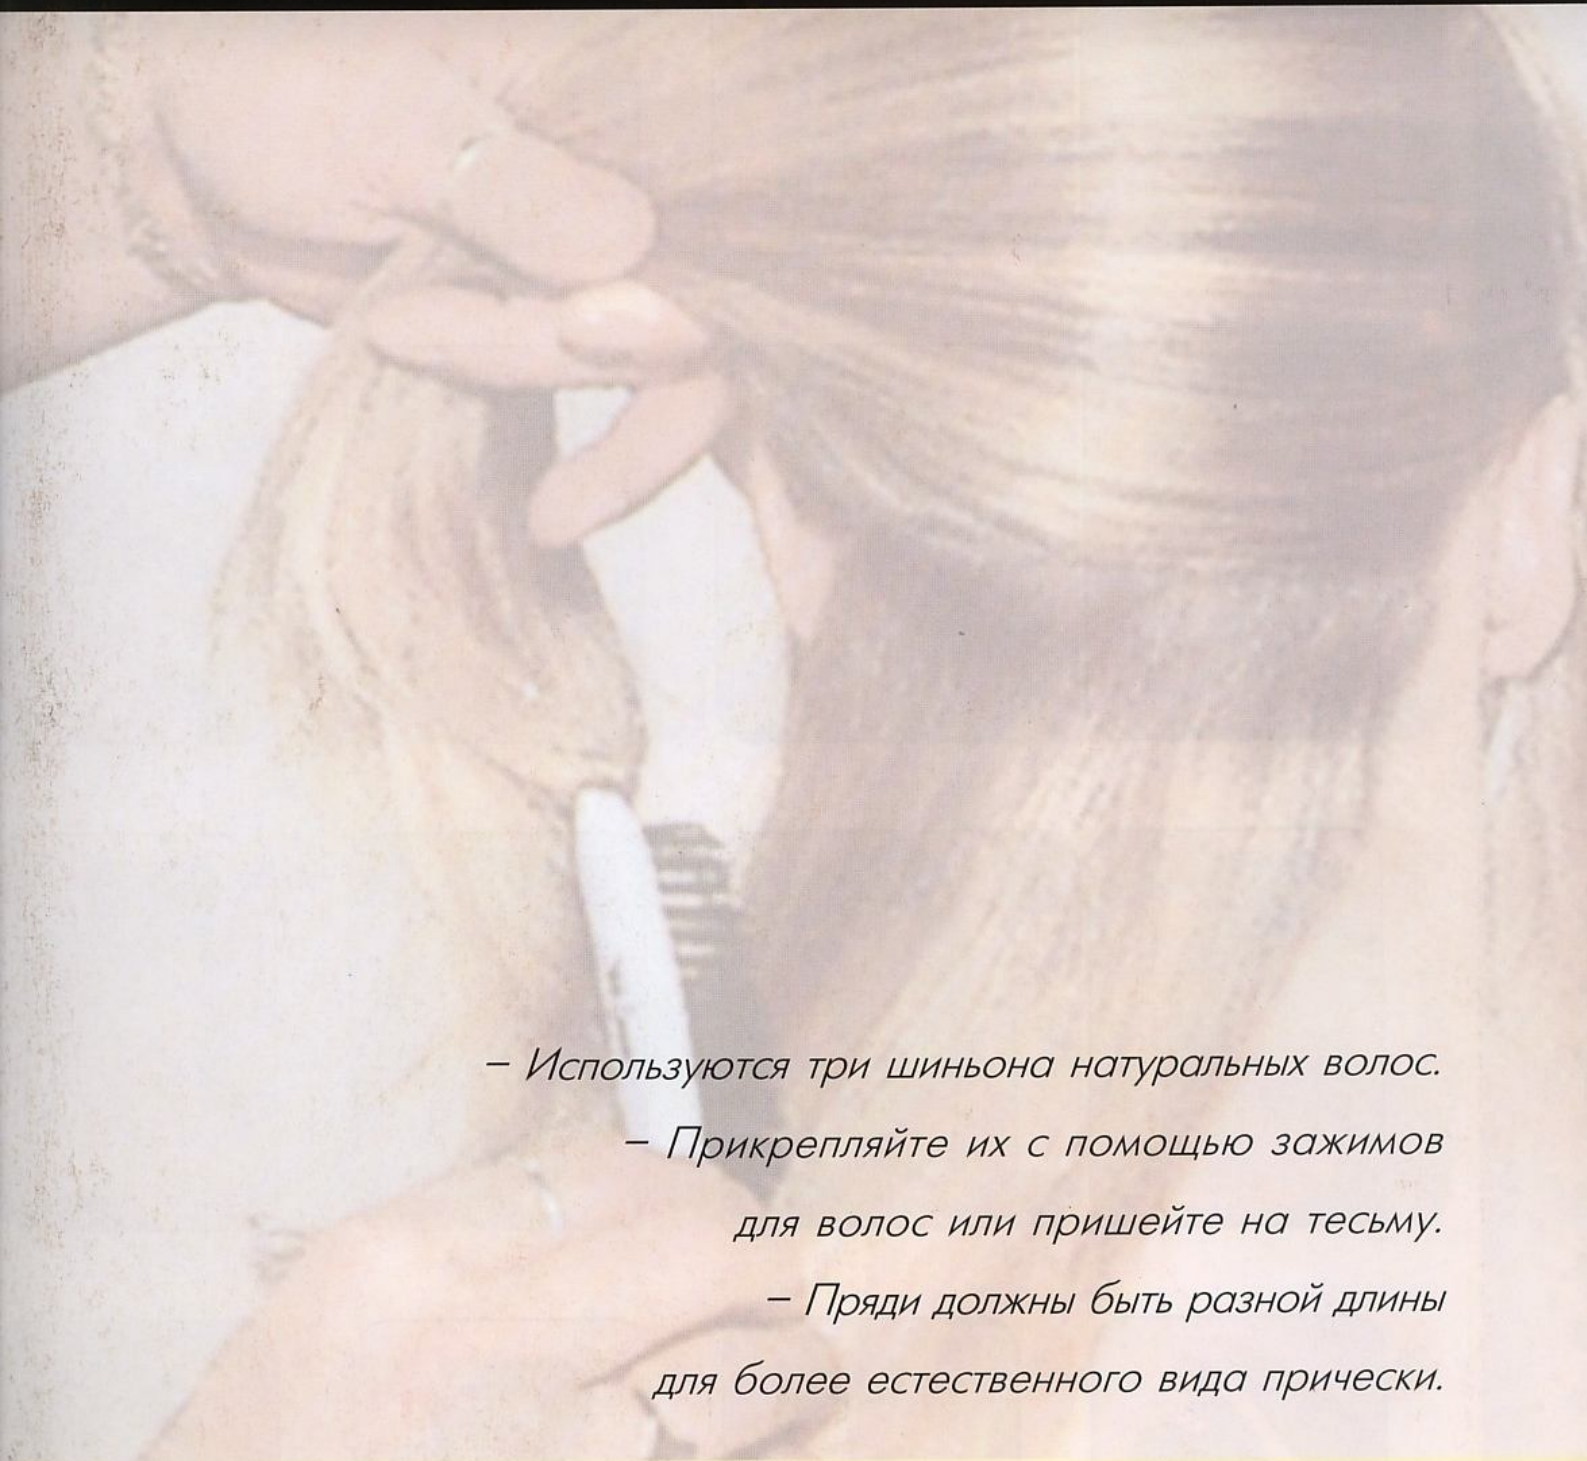 – Используются три шиньона натуральных волос.
– Прикрепляйте их с помощью зажимов
для волос или пришейте на тесьму.
– Пряди должны быть разной длины
для более естественного вида прически.